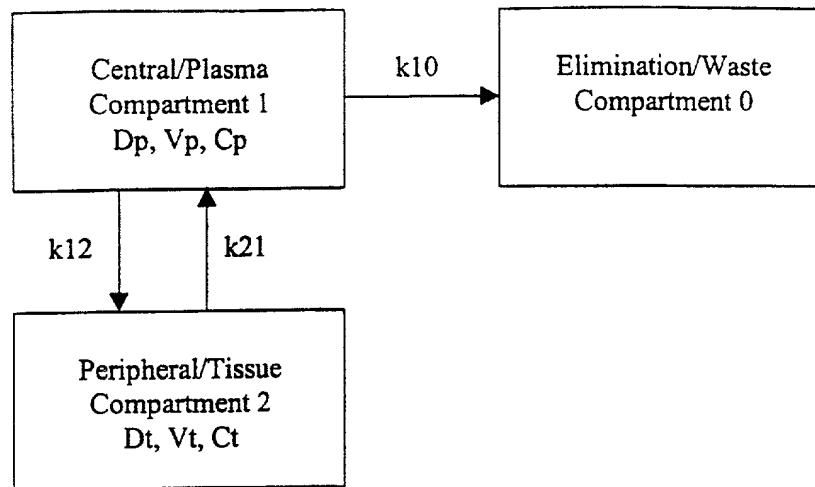 Central/Plasma
Compartment 1
Dp, Vp, Cp
k10
Elimination/Waste
Compartment 0
k12
k21
Peripheral/Tissue
Compartment 2
Dt, Vt, Ct